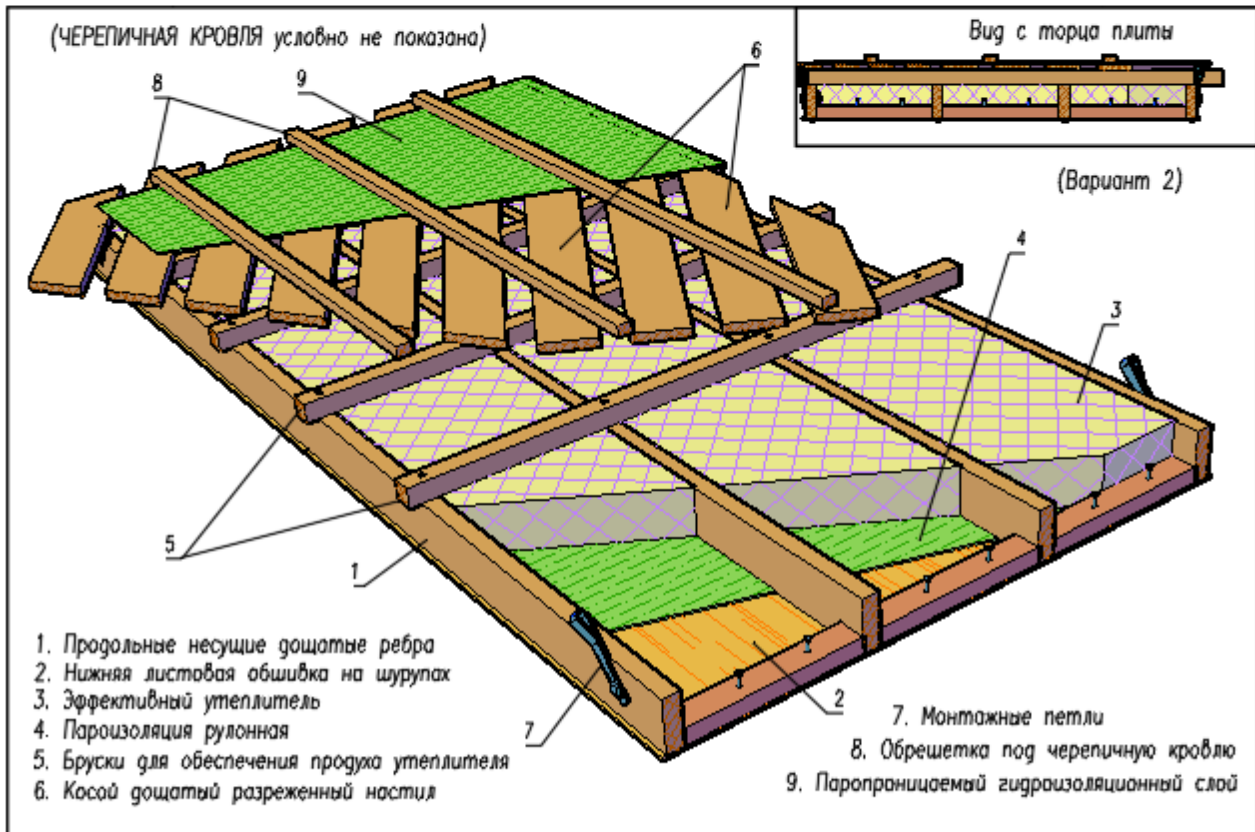 (ЧЕРЕПИЧНАЯ КРОВЛЯ условно не показана)
Вид с торца плиты
(Вариант 2)
8
9
6
4
3
5
1
7
2
1. Продольные несущие дощатые ребра
2. Нижняя листовая обшивка на шурупах
3. Эффективный утеплитель
4. Пароизоляция рулонная
5. Бруски для обеспечения продуха утеплителя
6. Косой дощатый разреженный настил
7. Монтажные петли
8. Обрешетка под черепичную кровлю
9. Паропроницаемый гидроизоляционный слой